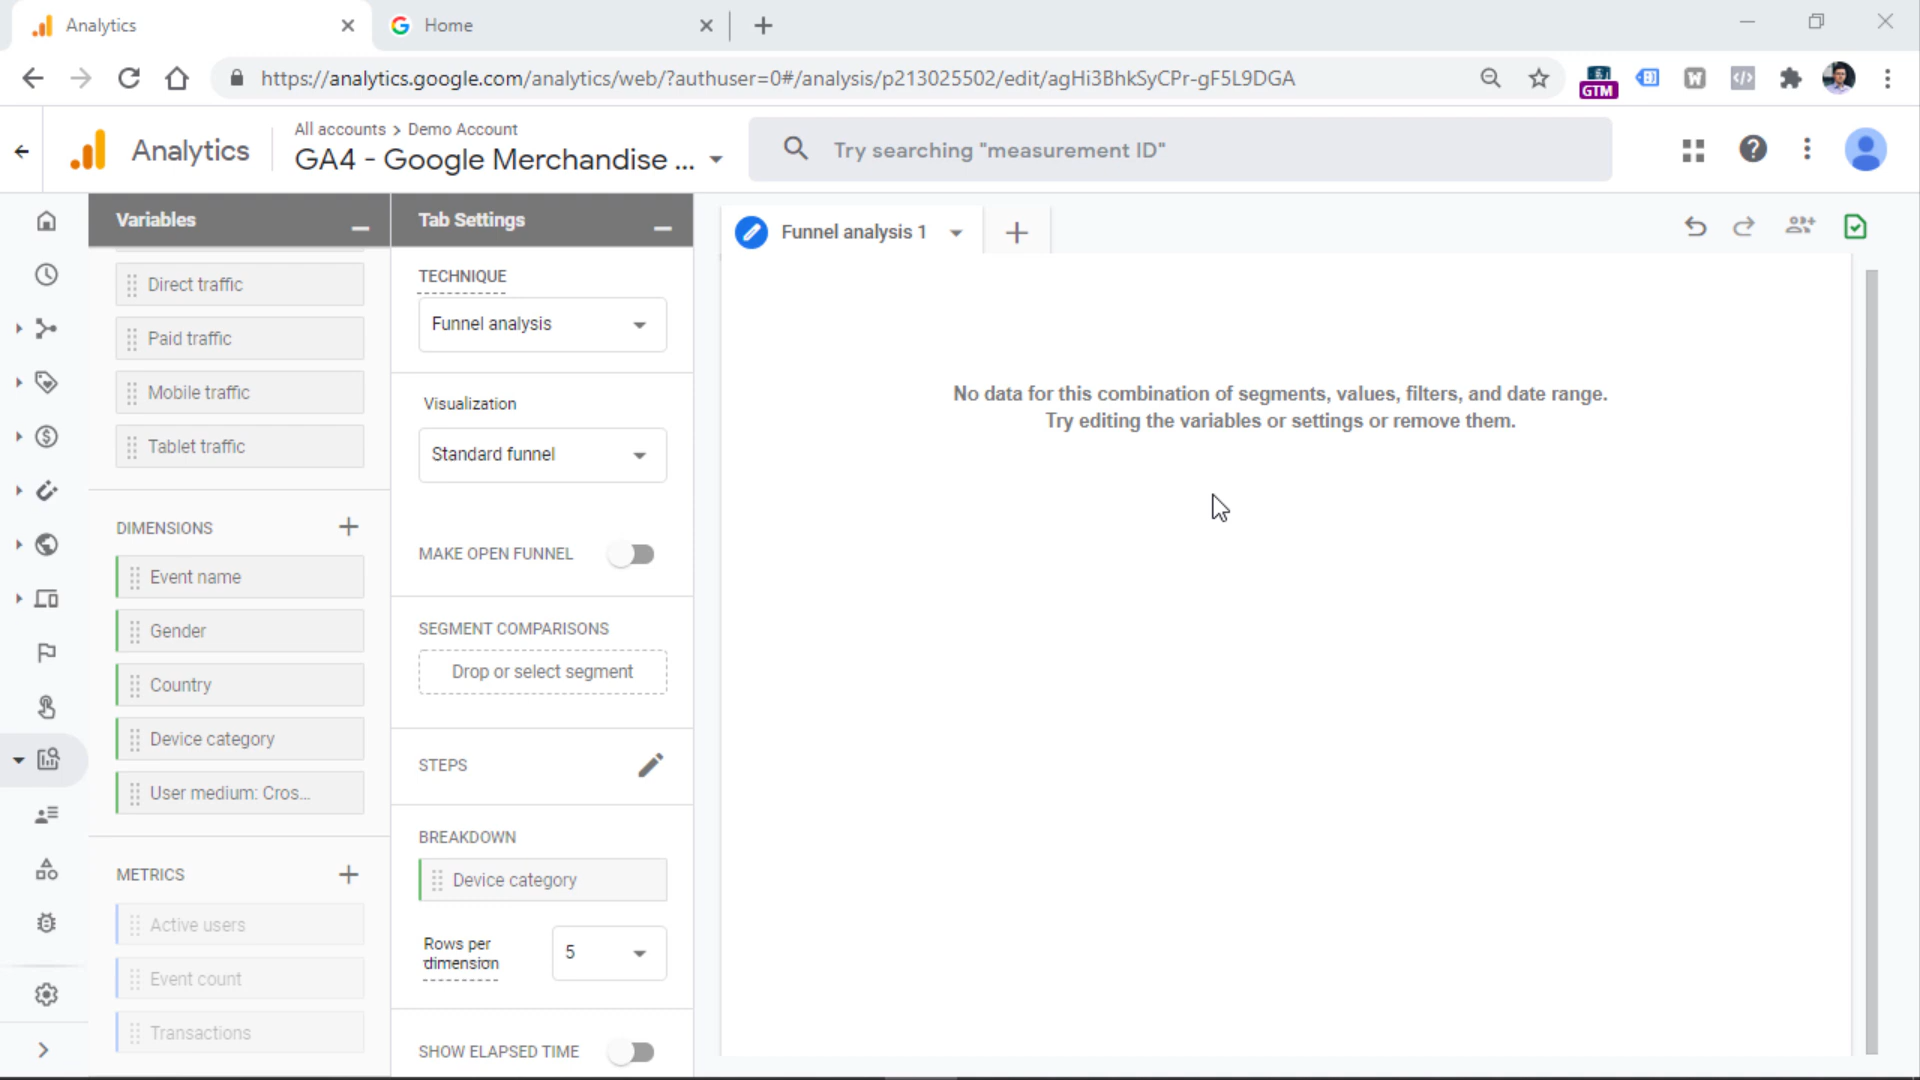 Analytics
Home
https://analytics.google.com/analytics/web/?authuser=0#/analysis/p213025502/edit/agHi3BhkSyCPr-gF5L9DGA
GTM
W
Analytics
All accounts > Demo Account
GA4 - Google Merchandise ...
Try searching "measurement ID"
Variables
Direct traffic
Paid traffic
Mobile traffic
Tablet traffic
DIMENSIONS
Event name
Gender
Country
Device category
User medium: Cros...
METRICS
Active users
Event count
Transactions
Tab Settings
TECHNIQUE
Funnel analysis
Visualization
Standard funnel
MAKE OPEN FUNNEL
SEGMENT COMPARISONS
Drop or select segment
STEPS
BREAKDOWN
Device category
Rows per
dimension
5
SHOW ELAPSED TIME
Funnel analysis 1
No data for this combination of segments, values, filters, and date range.
Try editing the variables or settings or remove them.